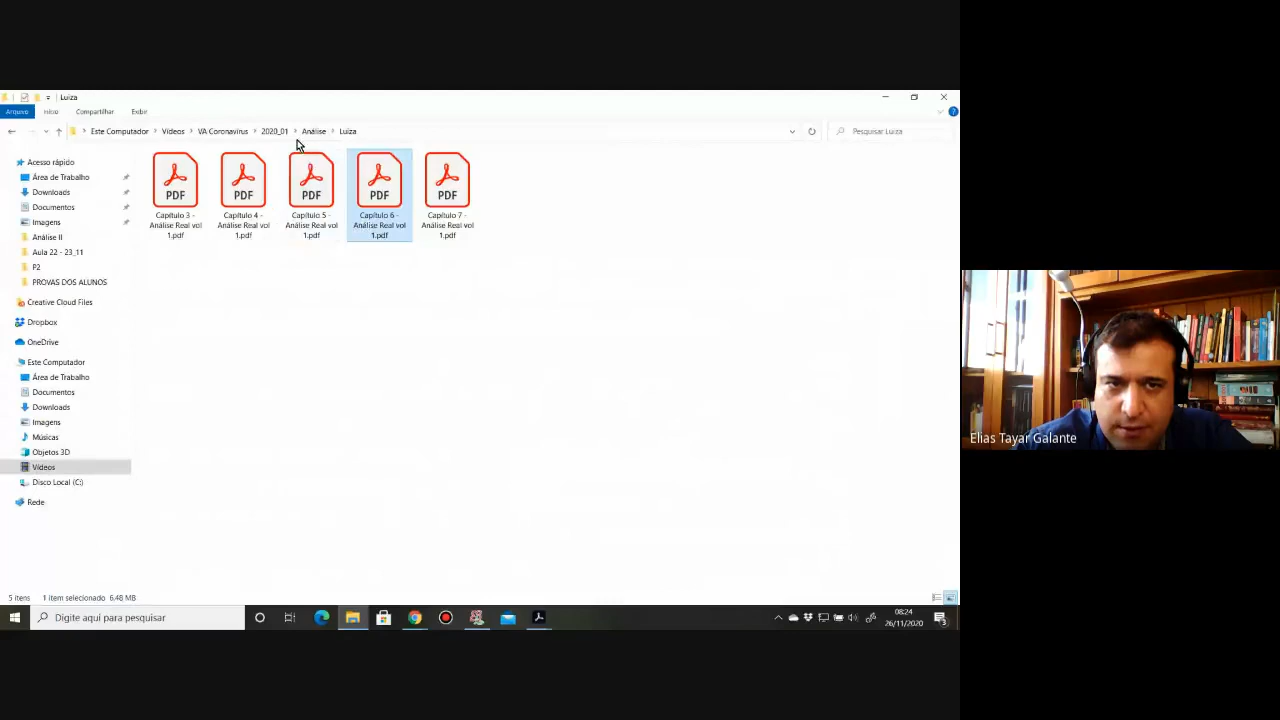 Luiza
Arquivo
Início
Compartilhar
Exibir
Este Computador
Vídeos
VA Coronavírus
2020_01
Análise
Luiza
Pesquisar Luiza
Acesso rápido
Área de Trabalho
Downloads
Documentos
Imagens
Análise II
Aula 22 - 23_11
P2
PROVAS DOS ALUNOS
Creative Cloud Files
Dropbox
OneDrive
Este Computador
Área de Trabalho
Documentos
Downloads
Imagens
Músicas
Objetos 3D
Vídeos
Disco Local (C:)
Rede
PDF
Capítulo 3 -
Análise Real vol
1.pdf
PDF
Capítulo 4 -
Análise Real vol
1.pdf
PDF
Capítulo 5 -
Análise Real vol
1.pdf
PDF
Capítulo 6 -
Análise Real vol
1.pdf
PDF
Capítulo 7 -
Análise Real vol
1.pdf
Elias Tayar Galante
5 itens
1 item selecionado 6,48 MB
Digite aqui para pesquisar
08:24
26/11/2020
3